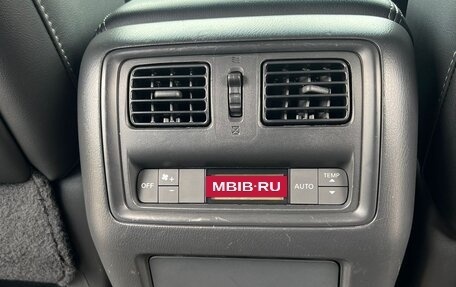 TEMP
OFF
+
MBIB.RU
AUTO
-